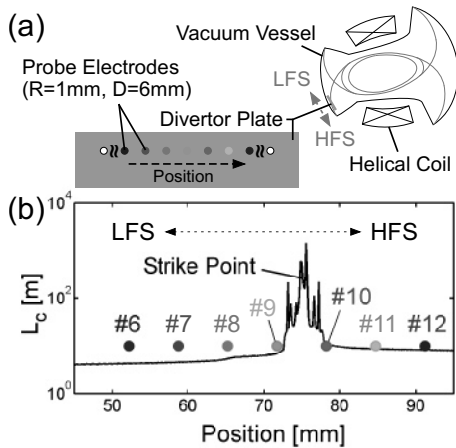 (a)
Vacuum Vessel
Probe Electrodes
(R=1mm, D=6mm)
LFS
Divertor Plate
HFS
Position
Helical Coil
(b)
LFS
HFS
Strike Point
#6
#7
#8
#9
#10
#11
#12
L_c [m]
10^4
10^2
10^0
50
60
70
80
90
Position [mm]